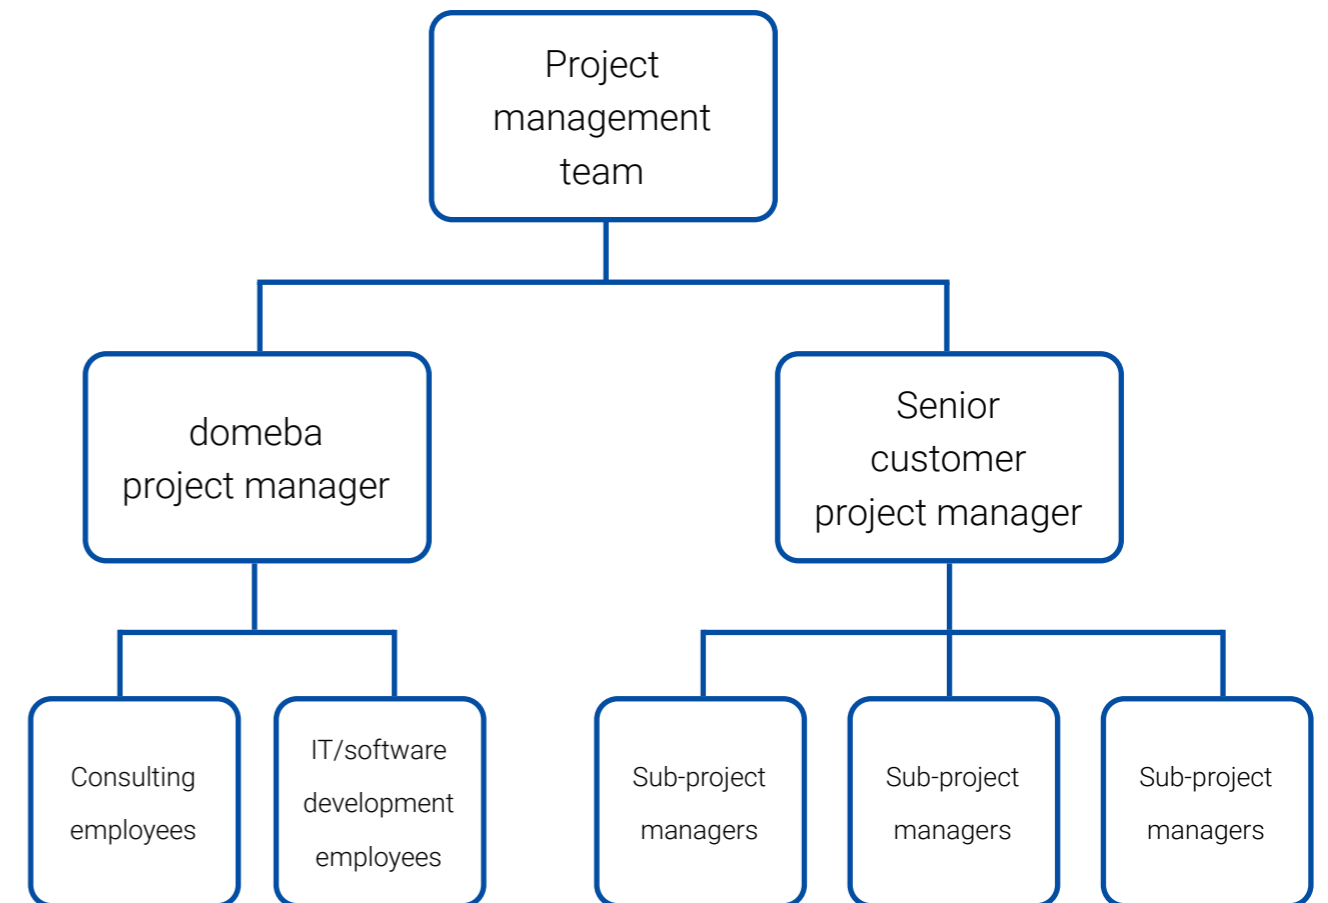 Project
management
team
domeba
project manager
Senior
customer
project manager
Consulting
employees
IT/software
development
employees
Sub-project
managers
Sub-project
managers
Sub-project
managers